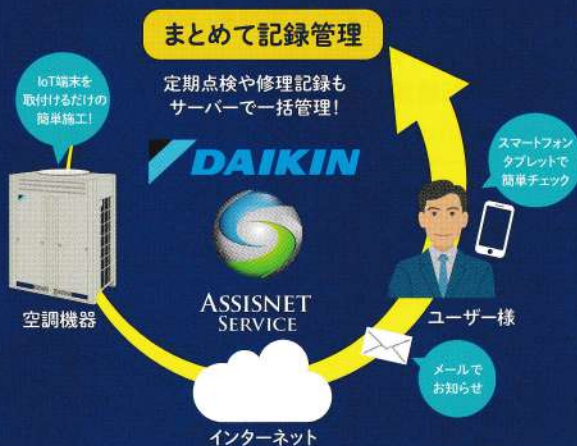 まとめて記録管理
定期点検や修理記録も
サーバーで一括管理!
IoT端末を
取付けるだけの
簡単施工!
DAIKIN
スマートフォン
タブレットで
簡単チェック
ASSISNET
SERVICE
空調機器
ユーザー様
メールで
お知らせ
インターネット